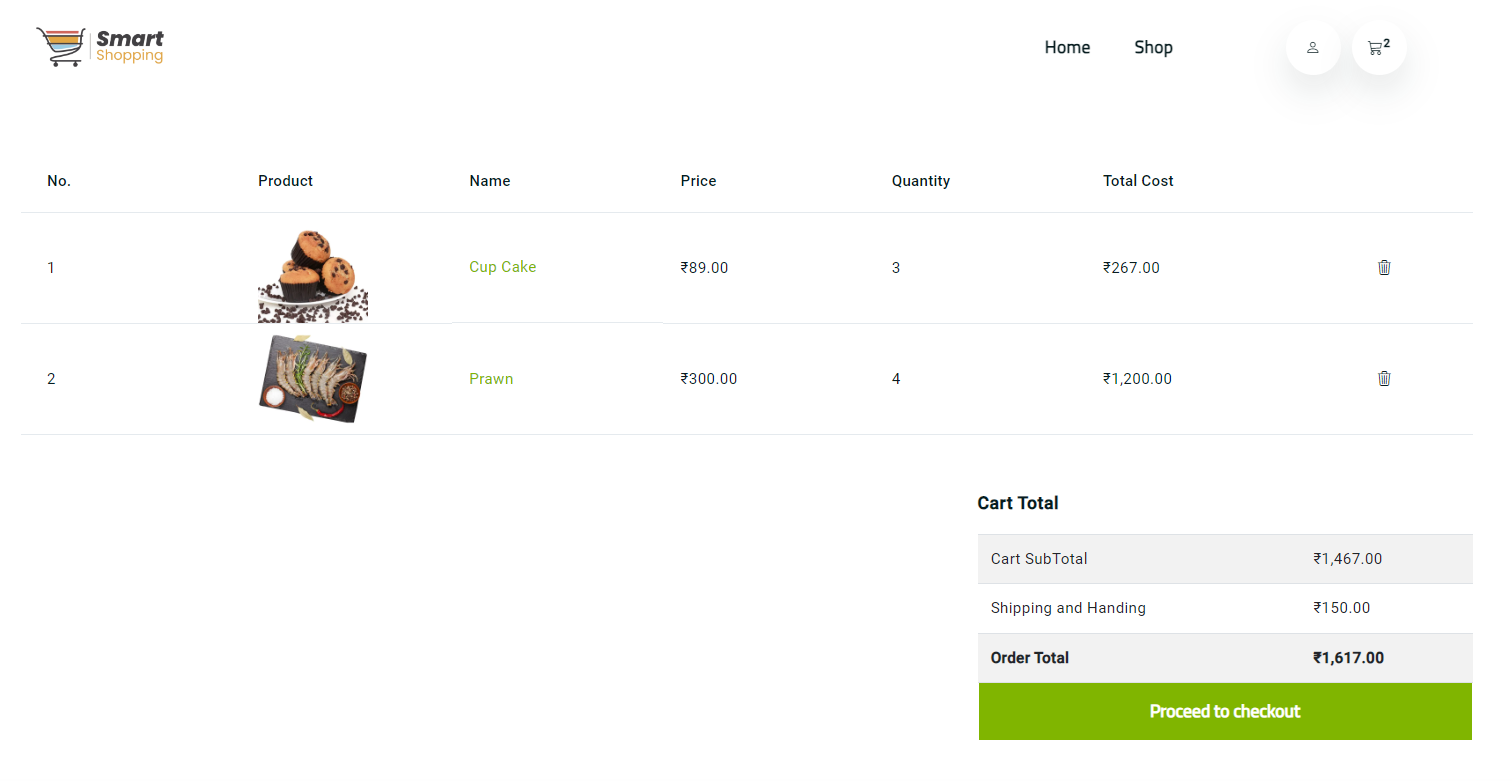 Smart
Shopping
Home Shop 2
No. Product Name Price Quantity Total Cost
1 Cup Cake ₹89.00 3 ₹267.00
2 Prawn ₹300.00 4 ₹1,200.00
Cart Total
Cart SubTotal ₹1,467.00
Shipping and Handing ₹150.00
Order Total ₹1,617.00
Proceed to checkout